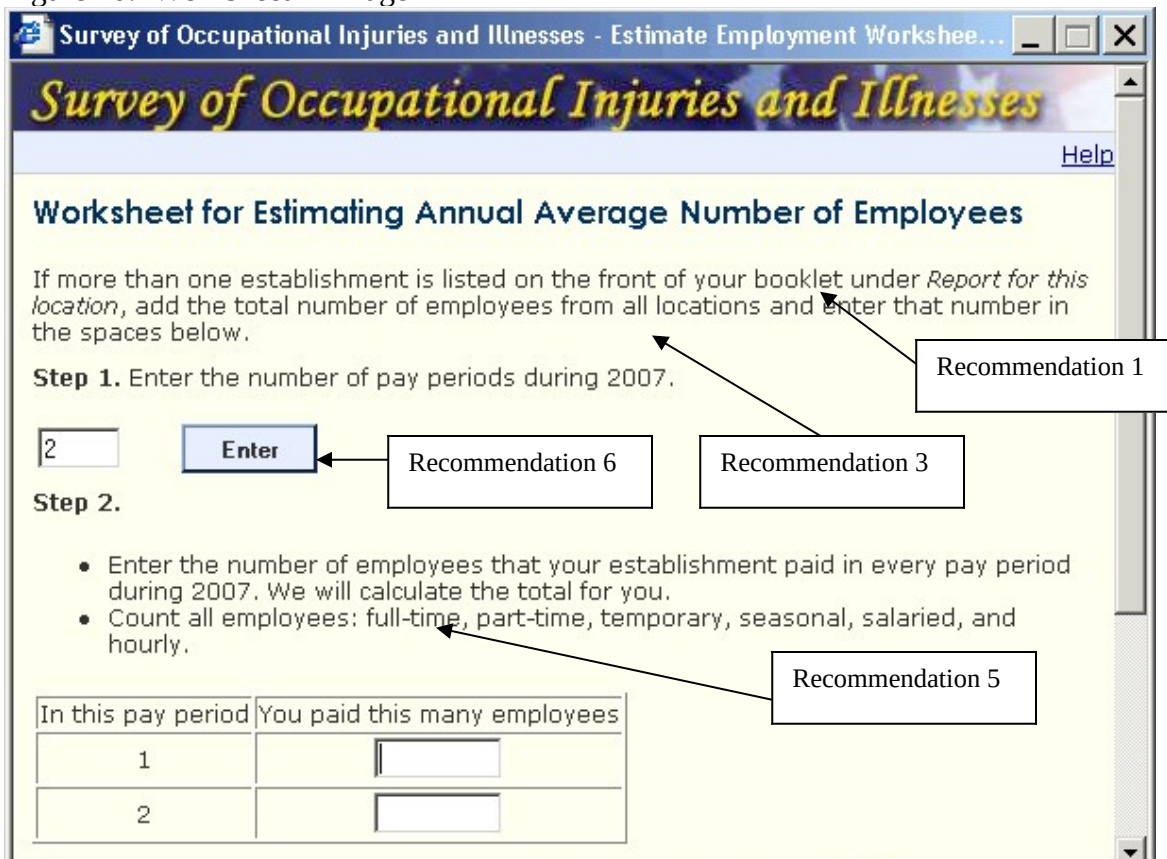 Survey of Occupational Injuries and Illnesses - Estimate Employment Workshee...
Survey of Occupational Injuries and Illnesses
Help
Worksheet for Estimating Annual Average Number of Employees
If more than one establishment is listed on the front of your booklet under Report for this
location, add the total number of employees from all locations and enter that number in
the spaces below.
Recommendation 1
Step 1. Enter the number of pay periods during 2007.
2 Enter
Recommendation 6
Recommendation 3
Step 2.
• Enter the number of employees that your establishment paid in every pay period
during 2007. We will calculate the total for you.
• Count all employees: full-time, part-time, temporary, seasonal, salaried, and
hourly.
Recommendation 5
In this pay period You paid this many employees
1
2